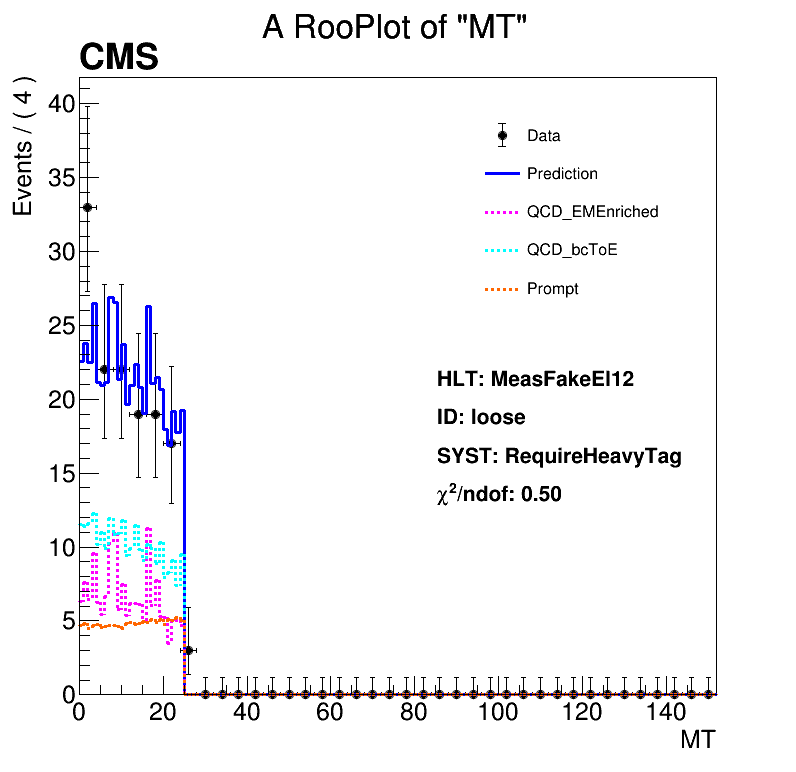 A RooPlot of "MT"
CMS
Events / ( 4 )
40
35
30
25
20
15
10
5
0
Data
Prediction
QCD_EMEnriched
QCD_bcToE
Prompt
HLT: MeasFakeEl12
ID: loose
SYST: RequireHeavyTag
χ²/ndof: 0.50
0 20 40 60 80 100 120 140
MT